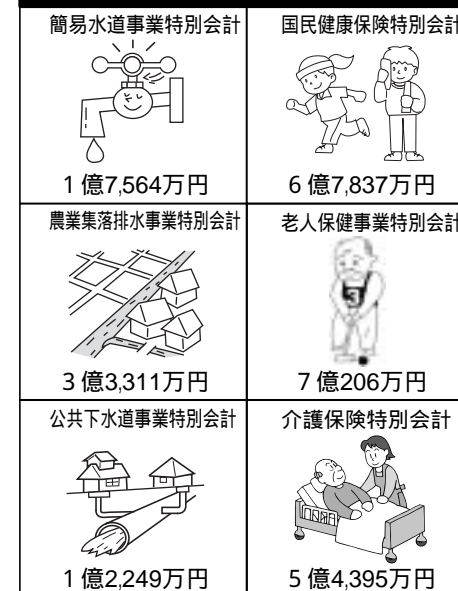 簡易水道事業特別会計
1億7,564万円
国民健康保険特別会計
6億7,837万円
農業集落排水事業特別会計
3億3,311万円
老人保健事業特別会計
3
7億206万円
公共下水道事業特別会計
1億2,249万円
介護保険特別会計
5億4,395万円